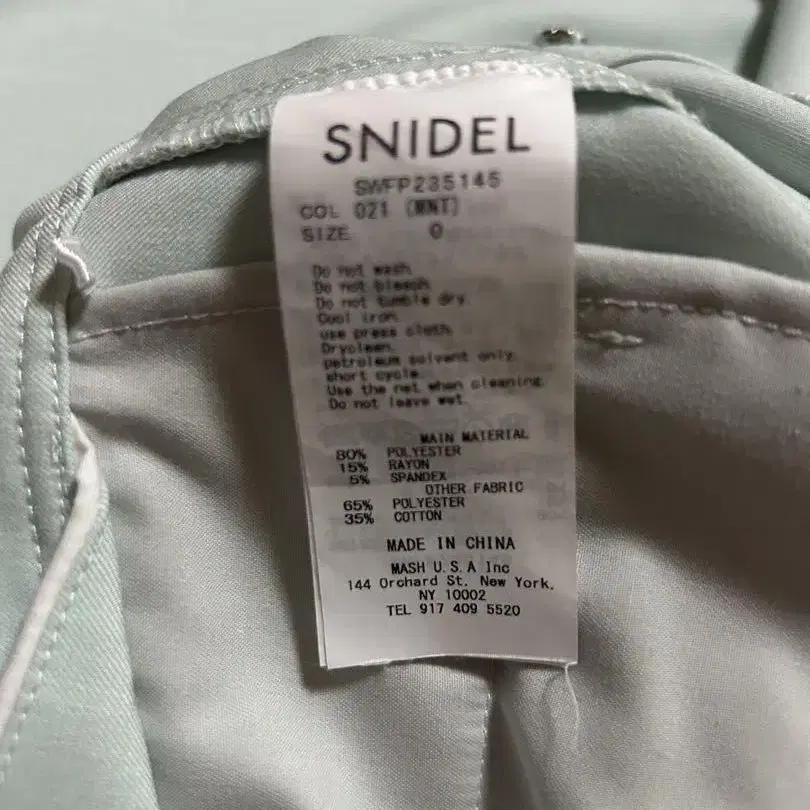 SNIDEL
SWFP235145
COL 021 (MNT)
SIZE 0
Do not wash.
Do not bleach.
Do not tumble dry.
Cool iron.
use press cloth.
Dryclean.
petroleum solvent only.
short cycle.
Use the net when cleaning.
Do not leave wet.
MAIN MATERIAL
80% POLYESTER
15% RAYON
5% SPANDEX
OTHER FABRIC
65% POLYESTER
35% COTTON
MADE IN CHINA
MASH U.S.A Inc
144 Orchard St. New York,
NY 10002
TEL 917 409 5520